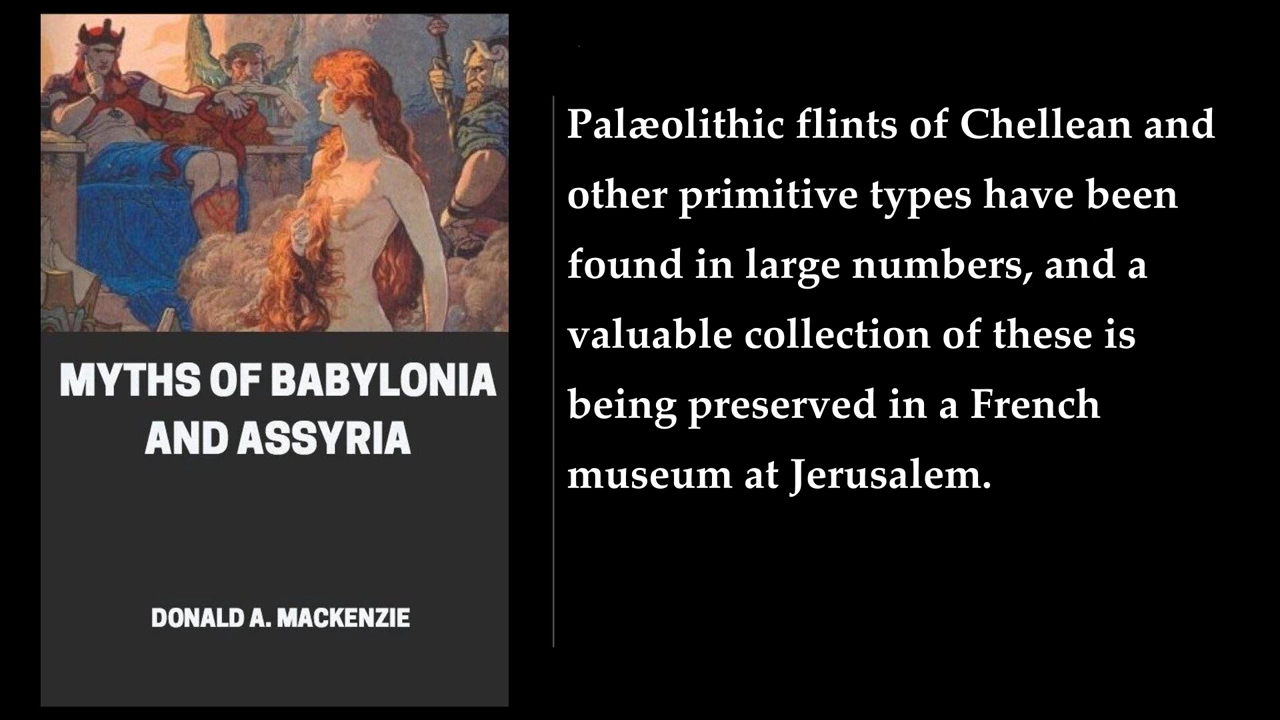 MYTHS OF BABYLONIA
AND ASSYRIA
DONALD A. MACKENZIE
Palæolithic flints of Chellean and
other primitive types have been
found in large numbers, and a
valuable collection of these is
being preserved in a French
museum at Jerusalem.